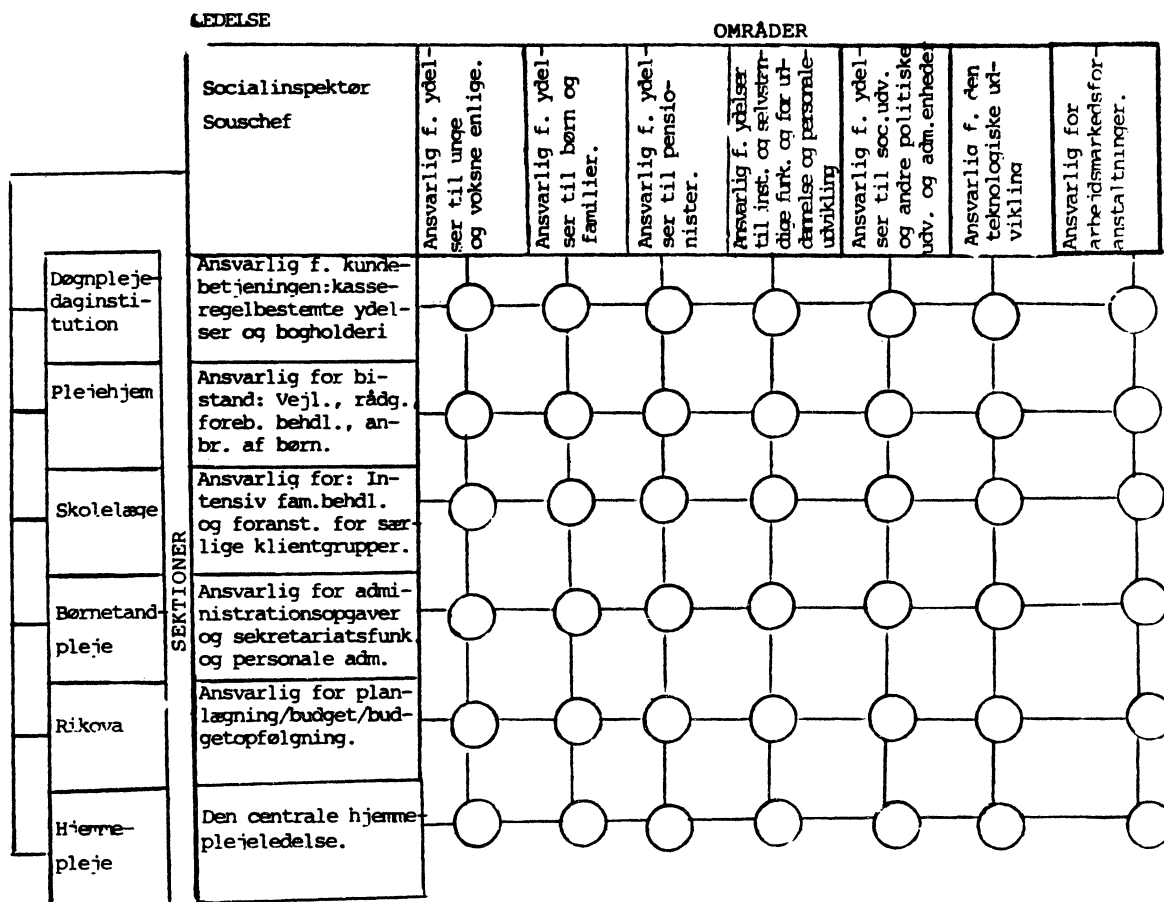 LEDELSE
OMRÅDER
Socialinspektør
Souschef
Ansvarlig f. ydel-
ser til unge
og voksne enlige.
Ansvarlig f. ydel-
ser til børn og
familier.
Ansvarlig f. ydel-
ser til pensio-
nister.
Ansvarlig f. ydelser
til inst. og selvstæn-
dige funk. og for ud-
dannelse og personale-
udvikling
Ansvarlig f. ydel-
ser til soc.udv.
og andre politiske
udv. og adm.enheder
Ansvarlig f. den
teknologiske ud-
vikling
Ansvarlig for
arbejdsmarkedsfor-
anstaltninger.
SEKTIONER
Døgnpleje-
daginsti-
tution
Ansvarlig f. kunde-
betjeningen:kasse-
regelbestemte ydel-
ser og bogholderi
Plejehjem
Ansvarlig for bi-
stand: Vejl., rådg.,
foreb. behdl., an-
br. af børn.
Skolelæge
Ansvarlig for: In-
tensiv fam.behdl.
og foranst. for sær-
lige klientgrupper.
Børnetand-
pleje
Ansvarlig for admi-
nistrationsopgaver
og sekretariatsfunk.
og personale adm.
Rikova
Ansvarlig for plan-
lægning/budget/bud-
getopfølgning.
Hjemme-
pleje
Den centrale hjemme-
plejeledelse.